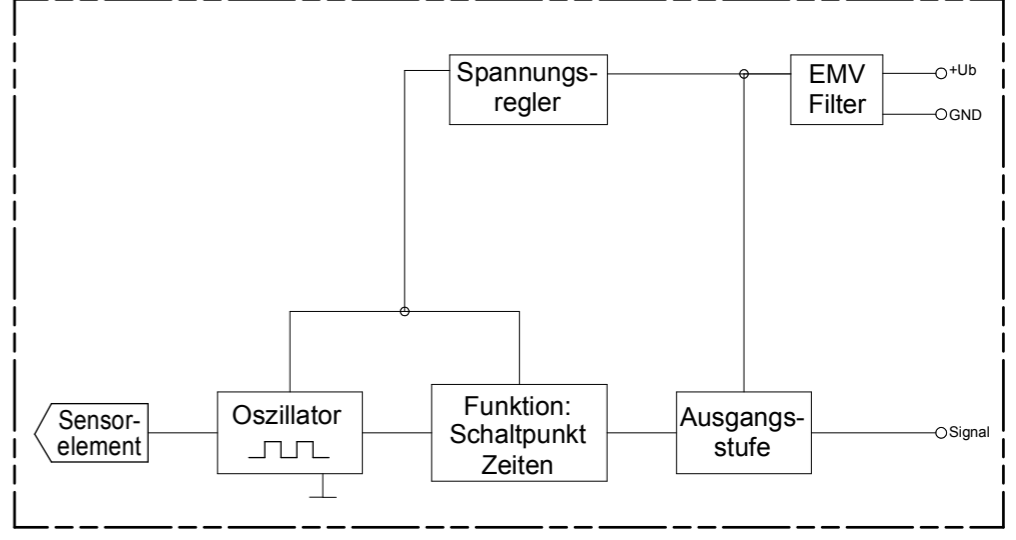 Spannungs-
regler
EMV
Filter
+Ub
GND
Sensor-
element
Oszillator
Funktion:
Schaltpunkt
Zeiten
Ausgangs-
stufe
Signal